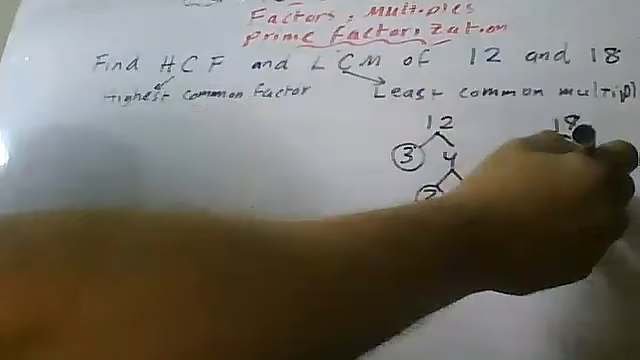 Factors, Multiples
prime factorization
Find HCF and LCM of 12 and 18
Highest common factor
Least common multipl
12
18
3
4
2